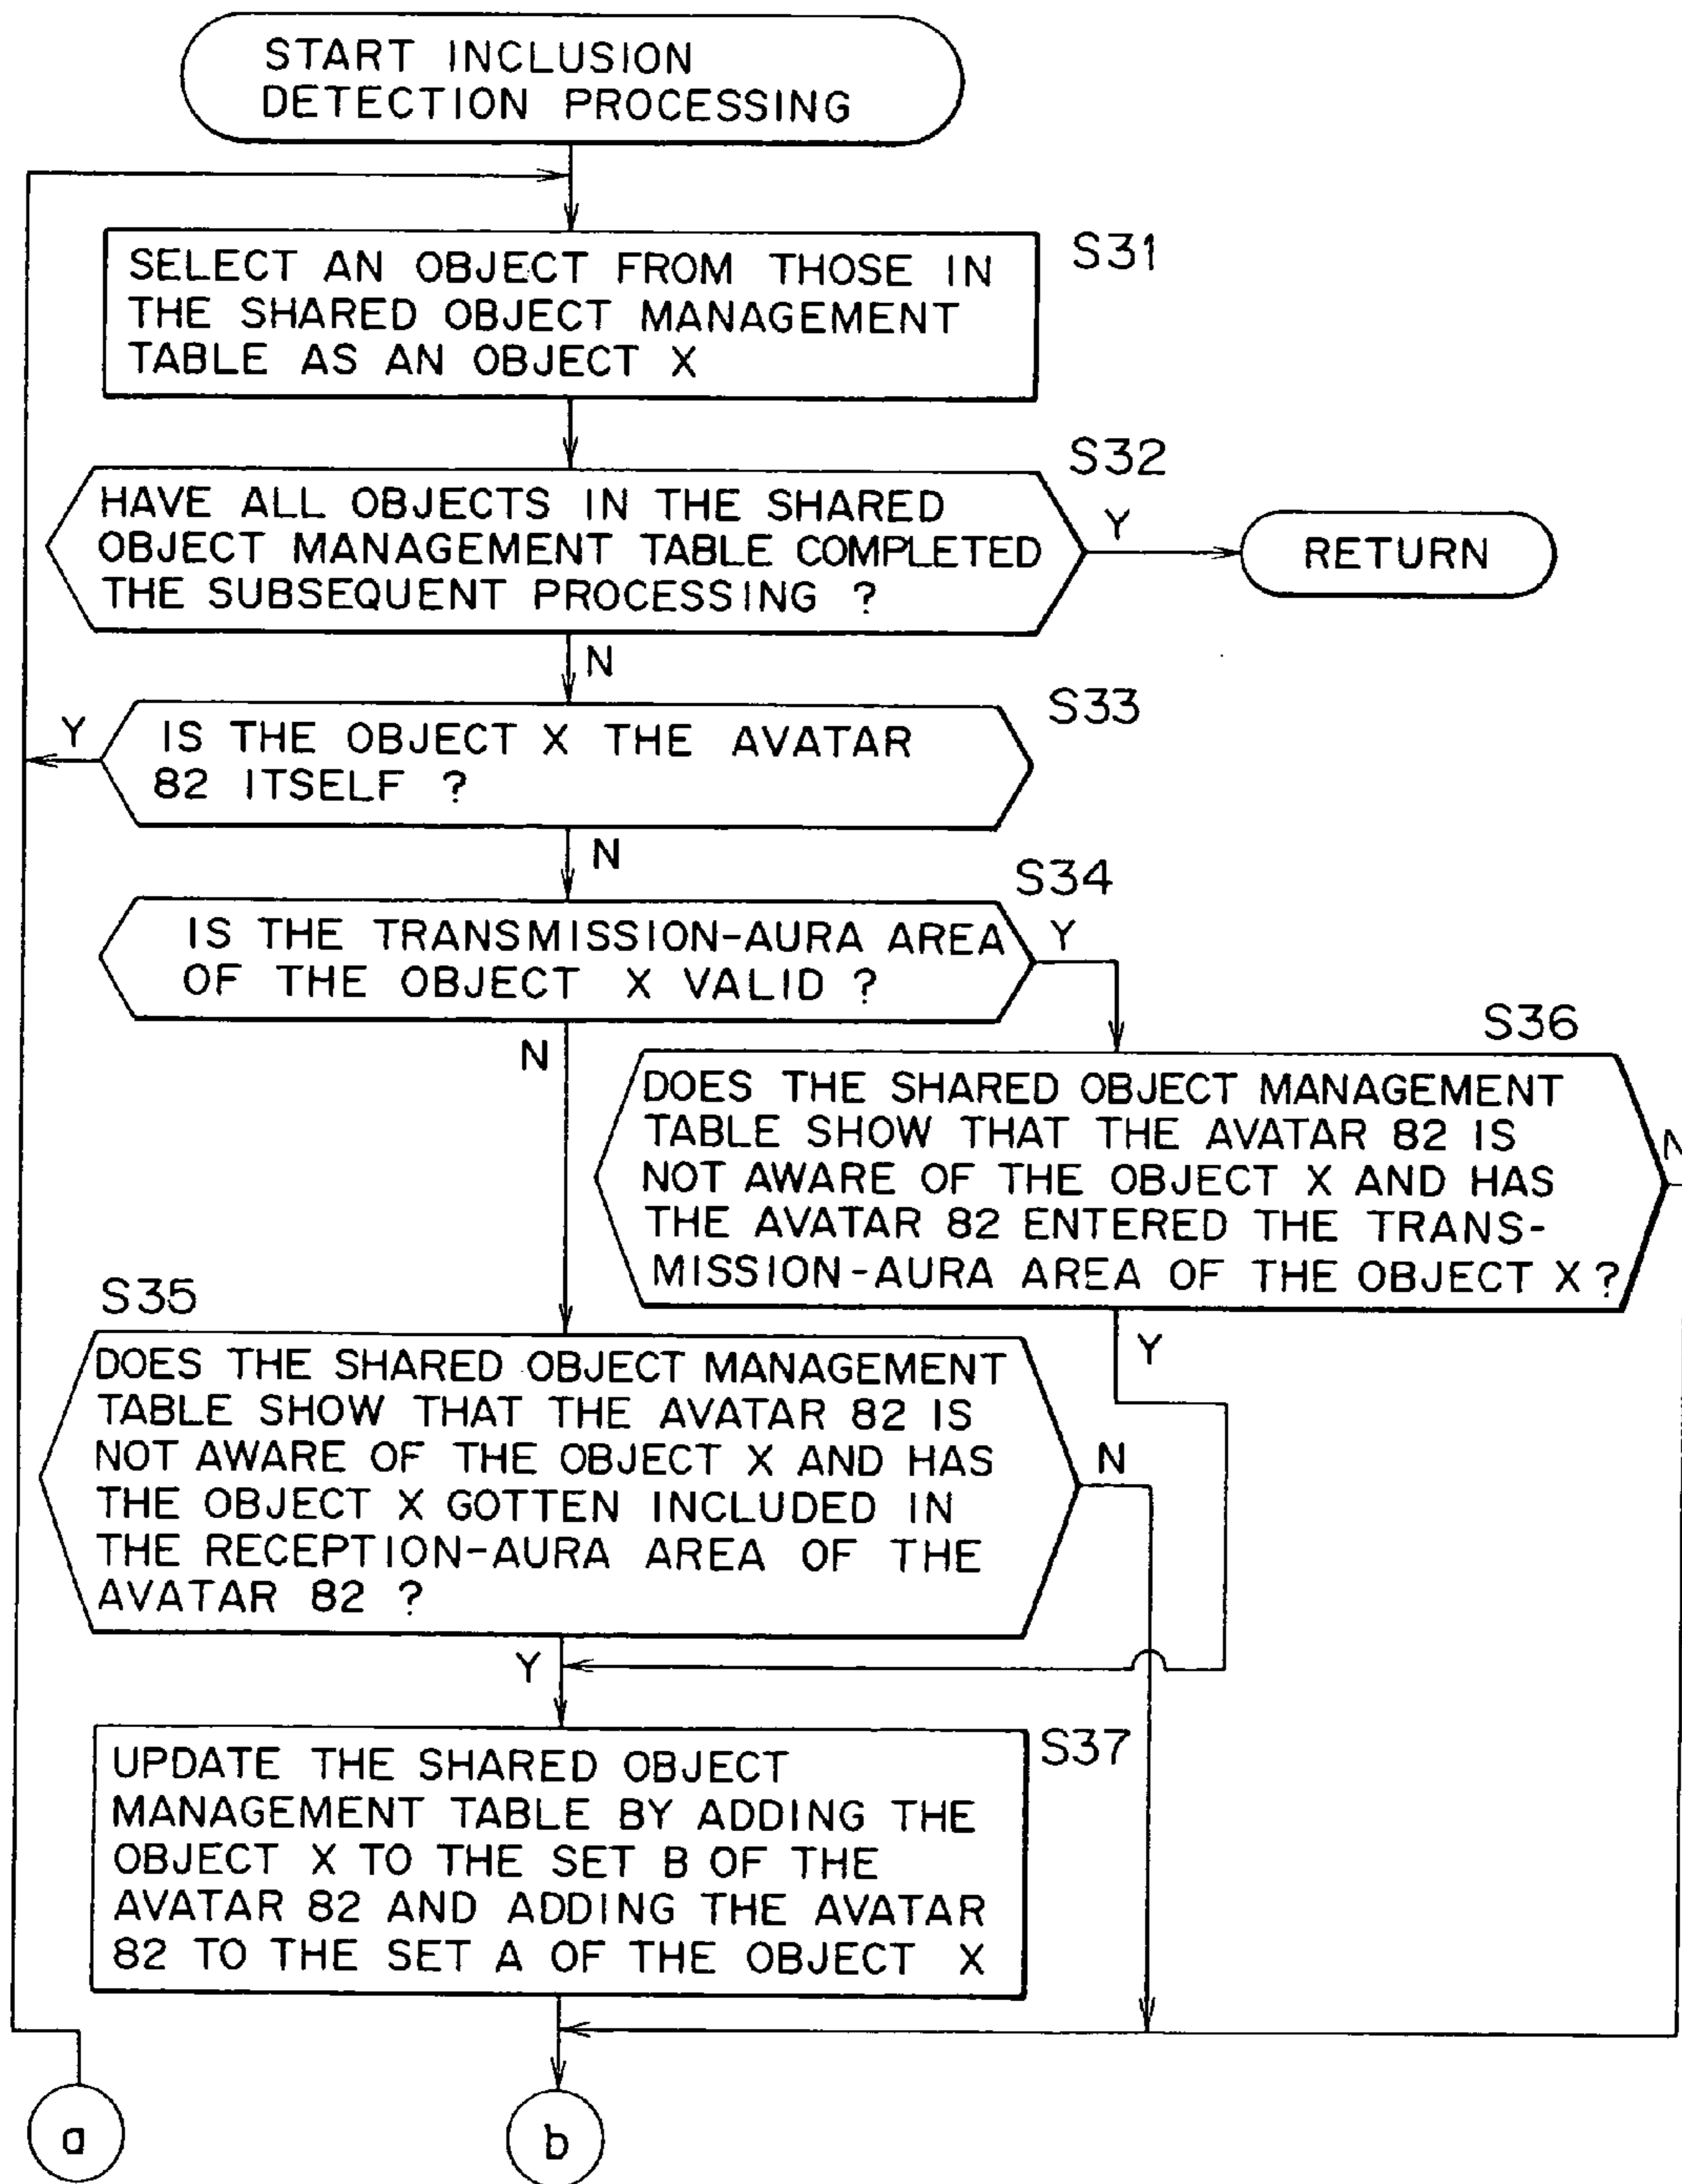 START INCLUSION
DETECTION PROCESSING
S31
SELECT AN OBJECT FROM THOSE IN
THE SHARED OBJECT MANAGEMENT
TABLE AS AN OBJECT X
S32
HAVE ALL OBJECTS IN THE SHARED
OBJECT MANAGEMENT TABLE COMPLETED
THE SUBSEQUENT PROCESSING ?
Y
RETURN
N
S33
Y
IS THE OBJECT X THE AVATAR
82 ITSELF ?
N
S34
IS THE TRANSMISSION-AURA AREA
OF THE OBJECT X VALID ?
Y
N
S36
DOES THE SHARED OBJECT MANAGEMENT
TABLE SHOW THAT THE AVATAR 82 IS
NOT AWARE OF THE OBJECT X AND HAS
THE AVATAR 82 ENTERED THE TRANS-
MISSION-AURA AREA OF THE OBJECT X ?
N
Y
S35
DOES THE SHARED OBJECT MANAGEMENT
TABLE SHOW THAT THE AVATAR 82 IS
NOT AWARE OF THE OBJECT X AND HAS
THE OBJECT X GOTTEN INCLUDED IN
THE RECEPTION-AURA AREA OF THE
AVATAR 82 ?
N
Y
S37
UPDATE THE SHARED OBJECT
MANAGEMENT TABLE BY ADDING THE
OBJECT X TO THE SET B OF THE
AVATAR 82 AND ADDING THE AVATAR
82 TO THE SET A OF THE OBJECT X
a
b